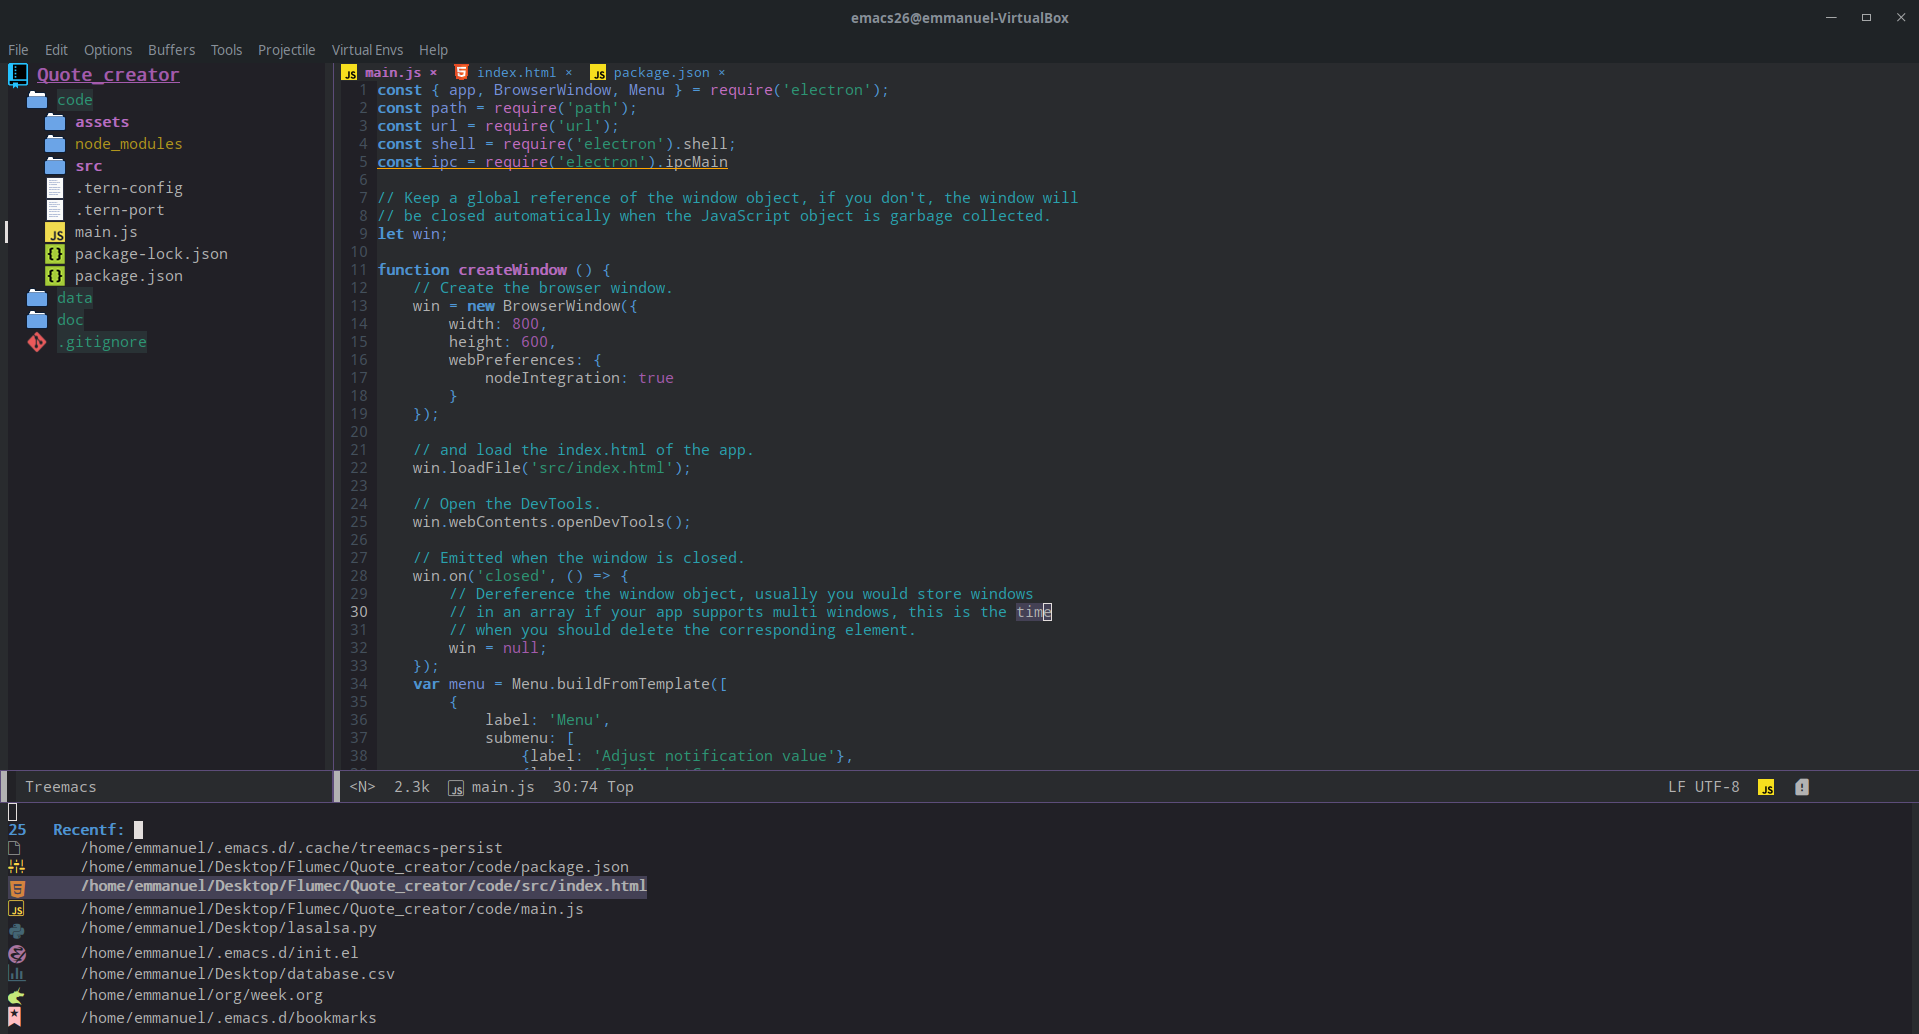 emacs26@emmanuel-VirtualBox
File Edit Options Buffers Tools Projectile Virtual Envs Help
Quote_creator
code
assets
node_modules
src
.tern-config
.tern-port
main.js
package-lock.json
package.json
data
doc
.gitignore
main.js × index.html × package.json ×
1 const { app, BrowserWindow, Menu } = require('electron');
2 const path = require('path');
3 const url = require('url');
4 const shell = require('electron').shell;
5 const ipc = require('electron').ipcMain
6
7 // Keep a global reference of the window object, if you don't, the window will
8 // be closed automatically when the JavaScript object is garbage collected.
9 let win;
10
11 function createWindow () {
12     // Create the browser window.
13     win = new BrowserWindow({
14         width: 800,
15         height: 600,
16         webPreferences: {
17             nodeIntegration: true
18         }
19     });
20
21     // and load the index.html of the app.
22     win.loadFile('src/index.html');
23
24     // Open the DevTools.
25     win.webContents.openDevTools();
26
27     // Emitted when the window is closed.
28     win.on('closed', () => {
29         // Dereference the window object, usually you would store windows
30         // in an array if your app supports multi windows, this is the time
31         // when you should delete the corresponding element.
32         win = null;
33     });
34     var menu = Menu.buildFromTemplate([
35         {
36             label: 'Menu',
37             submenu: [
38                 {label: 'Adjust notification value'},
Treemacs
<N> 2.3k JS main.js 30:74 Top LF UTF-8 JS
25 Recentf:
/home/emmanuel/.emacs.d/.cache/treemacs-persist
/home/emmanuel/Desktop/Flumec/Quote_creator/code/package.json
/home/emmanuel/Desktop/Flumec/Quote_creator/code/src/index.html
/home/emmanuel/Desktop/Flumec/Quote_creator/code/main.js
/home/emmanuel/Desktop/lasalsa.py
/home/emmanuel/.emacs.d/init.el
/home/emmanuel/Desktop/database.csv
/home/emmanuel/org/week.org
/home/emmanuel/.emacs.d/bookmarks